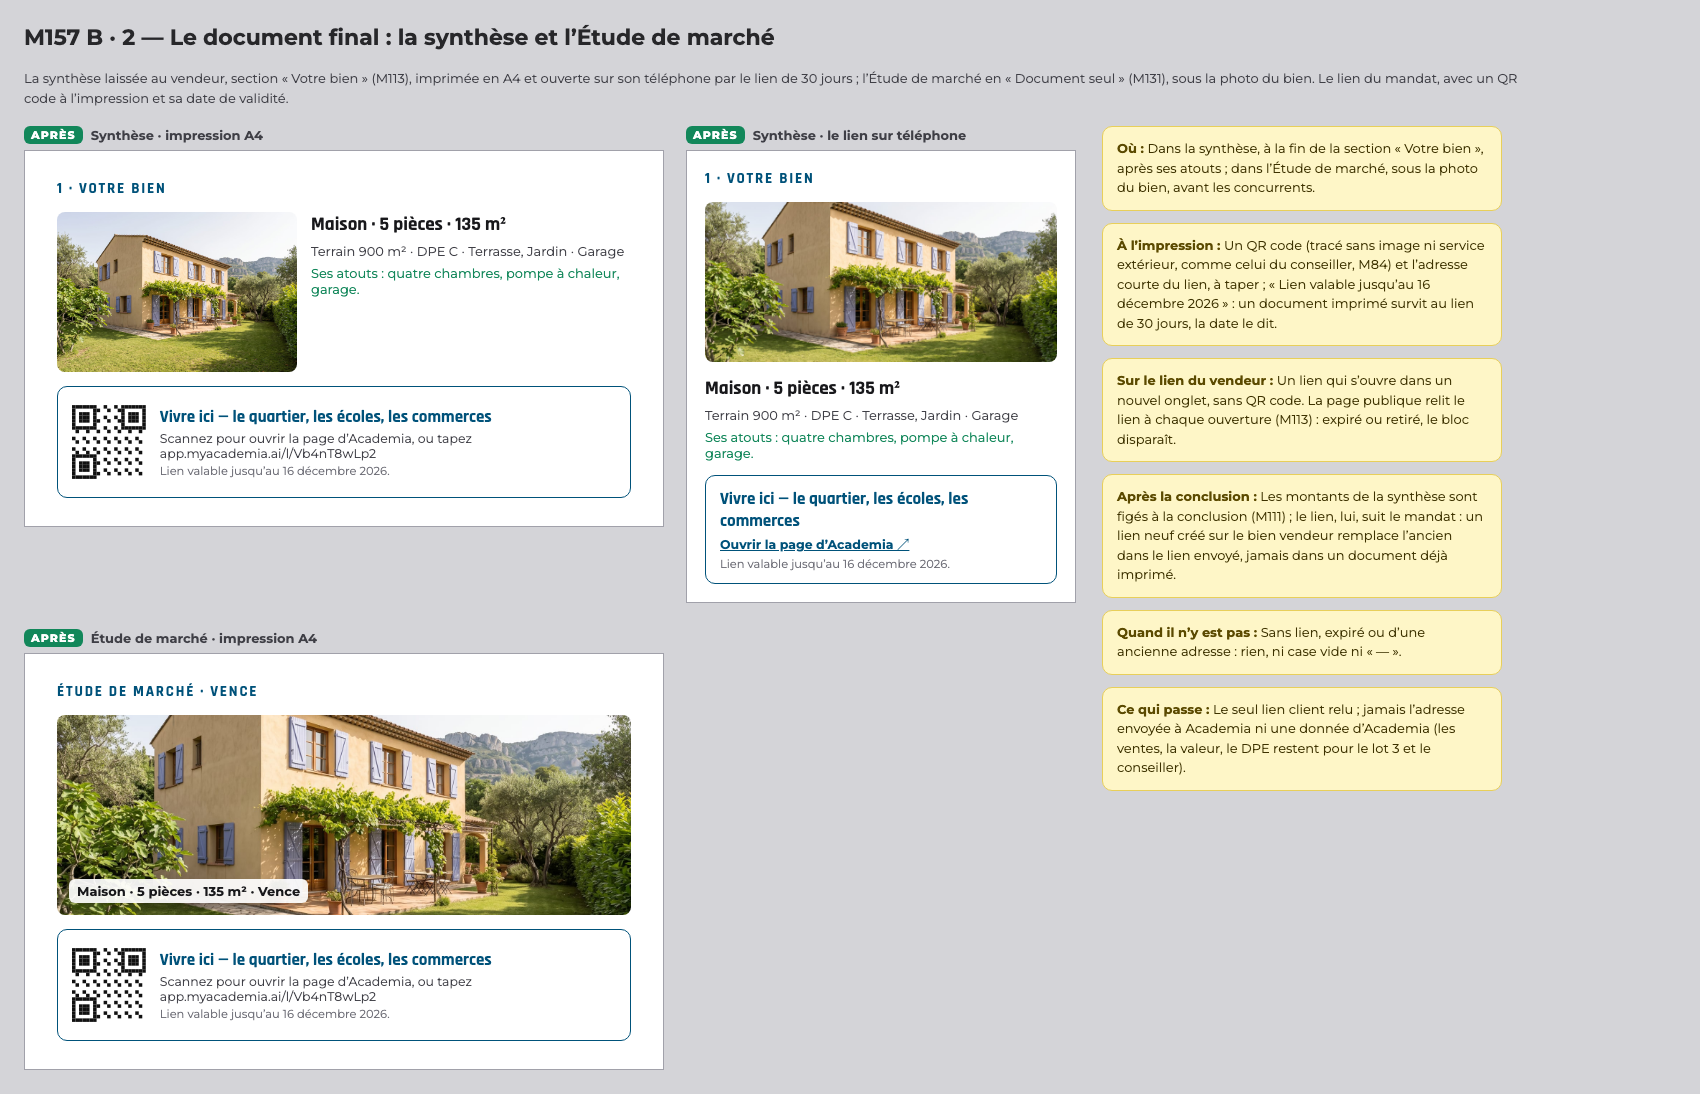 M157 B · 2 — Le document final : la synthèse et l’Étude de marché
La synthèse laissée au vendeur, section « Votre bien » (M113), imprimée en A4 et ouverte sur son téléphone par le lien de 30 jours ; l’Étude de marché en « Document seul » (M131), sous la photo du bien. Le lien du mandat, avec un QR
code à l’impression et sa date de validité.
APRÈS Synthèse · impression A4
1 · VOTRE BIEN
Maison · 5 pièces · 135 m²
Terrain 900 m² · DPE C · Terrasse, Jardin · Garage
Ses atouts : quatre chambres, pompe à chaleur,
garage.
Vivre ici — le quartier, les écoles, les commerces
Scannez pour ouvrir la page d’Academia, ou tapez
app.myacademia.ai/l/Vb4nT8wLp2
Lien valable jusqu’au 16 décembre 2026.
APRÈS Synthèse · le lien sur téléphone
1 · VOTRE BIEN
Maison · 5 pièces · 135 m²
Terrain 900 m² · DPE C · Terrasse, Jardin · Garage
Ses atouts : quatre chambres, pompe à chaleur,
garage.
Vivre ici — le quartier, les écoles, les
commerces
Ouvrir la page d’Academia ↗
Lien valable jusqu’au 16 décembre 2026.
APRÈS Étude de marché · impression A4
ÉTUDE DE MARCHÉ · VENCE
Maison · 5 pièces · 135 m² · Vence
Vivre ici — le quartier, les écoles, les commerces
Scannez pour ouvrir la page d’Academia, ou tapez
app.myacademia.ai/l/Vb4nT8wLp2
Lien valable jusqu’au 16 décembre 2026.
Où : Dans la synthèse, à la fin de la section « Votre bien »,
après ses atouts ; dans l’Étude de marché, sous la photo
du bien, avant les concurrents.
À l’impression : Un QR code (tracé sans image ni service
extérieur, comme celui du conseiller, M84) et l’adresse
courte du lien, à taper ; « Lien valable jusqu’au 16
décembre 2026 » : un document imprimé survit au lien
de 30 jours, la date le dit.
Sur le lien du vendeur : Un lien qui s’ouvre dans un
nouvel onglet, sans QR code. La page publique relit le
lien à chaque ouverture (M113) : expiré ou retiré, le bloc
disparaît.
Après la conclusion : Les montants de la synthèse sont
figés à la conclusion (M111) ; le lien, lui, suit le mandat : un
lien neuf créé sur le bien vendeur remplace l’ancien
dans le lien envoyé, jamais dans un document déjà
imprimé.
Quand il n’y est pas : Sans lien, expiré ou d’une
ancienne adresse : rien, ni case vide ni « — ».
Ce qui passe : Le seul lien client relu ; jamais l’adresse
envoyée à Academia ni une donnée d’Academia (les
ventes, la valeur, le DPE restent pour le lot 3 et le
conseiller).